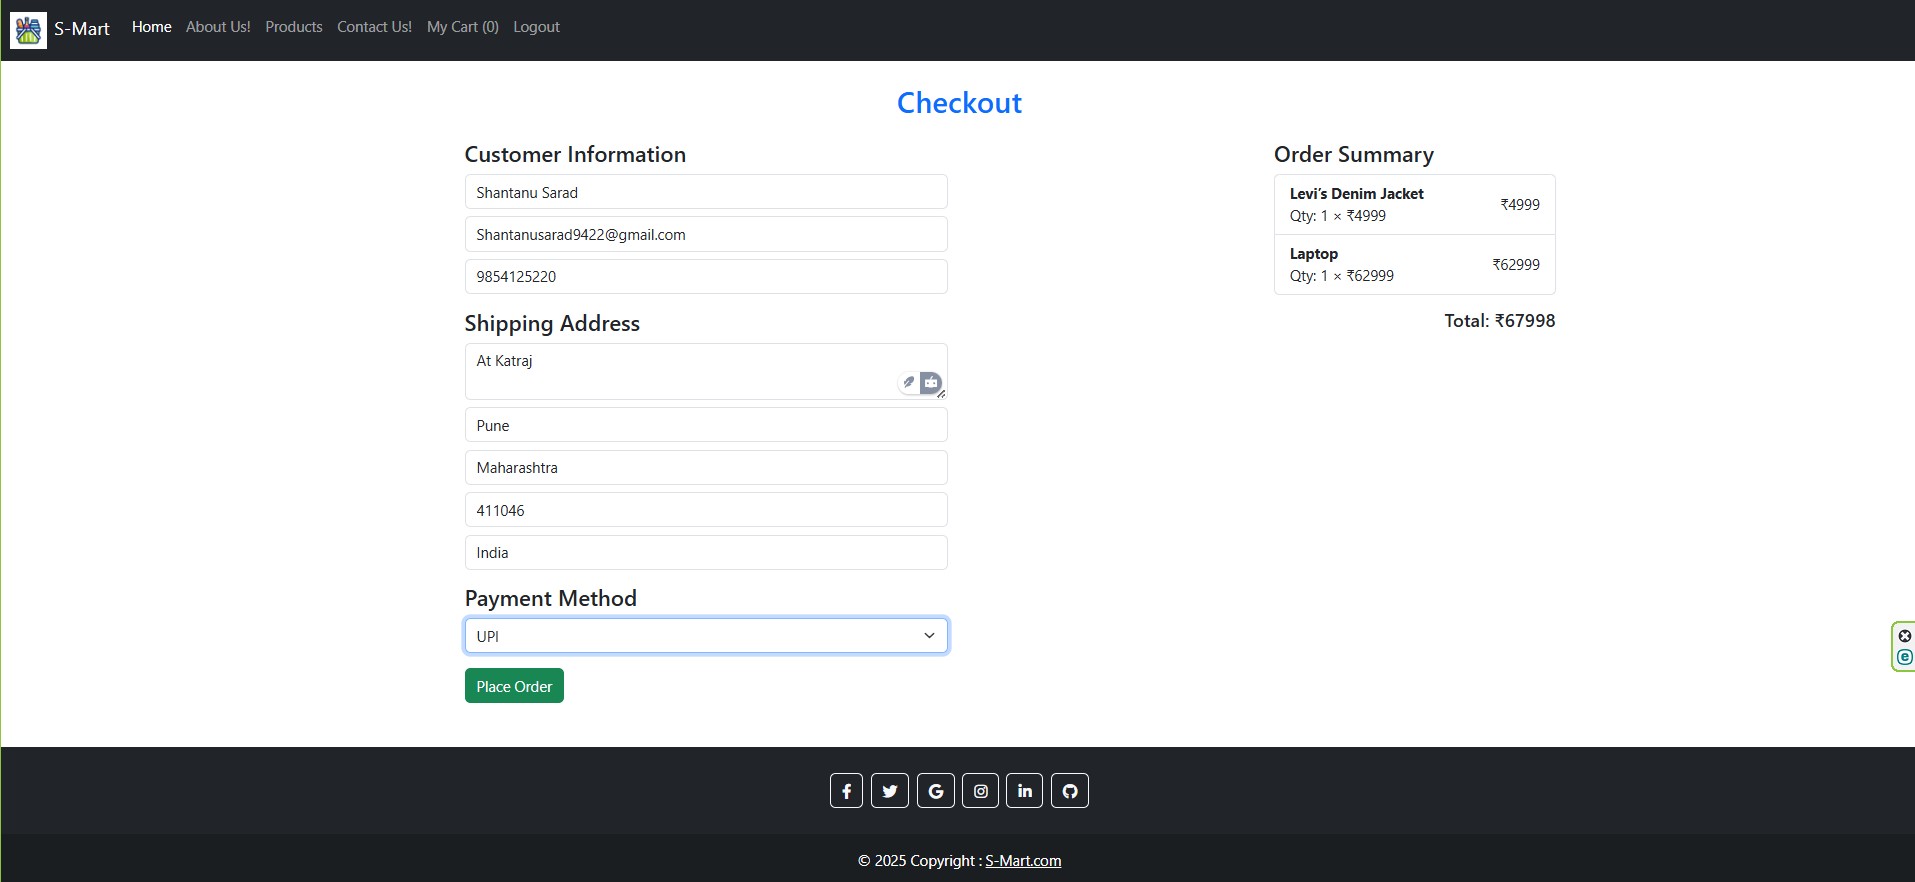 S-Mart Home About Us! Products Contact Us! My Cart (0) Logout
Checkout
Customer Information
Shantanu Sarad
Shantanusarad9422@gmail.com
9854125220
Shipping Address
At Katraj
Pune
Maharashtra
411046
India
Payment Method
UPI
Place Order
Order Summary
Levi’s Denim Jacket
Qty: 1 × ₹4999
₹4999
Laptop
Qty: 1 × ₹62999
₹62999
Total: ₹67998
© 2025 Copyright : S-Mart.com